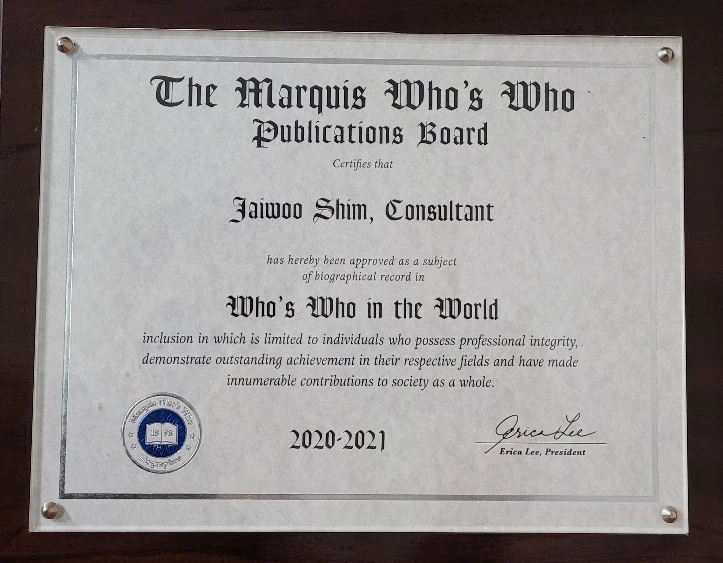 The Marquis Who's Who
Publications Board
Certifies that
Jaiwoo Shim, Consultant
has hereby been approved as a subject
of biographical record in
Who's Who in the World
inclusion in which is limited to individuals who possess professional integrity,
demonstrate outstanding achievement in their respective fields and have made
innumerable contributions to society as a whole.
Marquis Who's Who
2020-2021
Erica Lee
Erica Lee, President